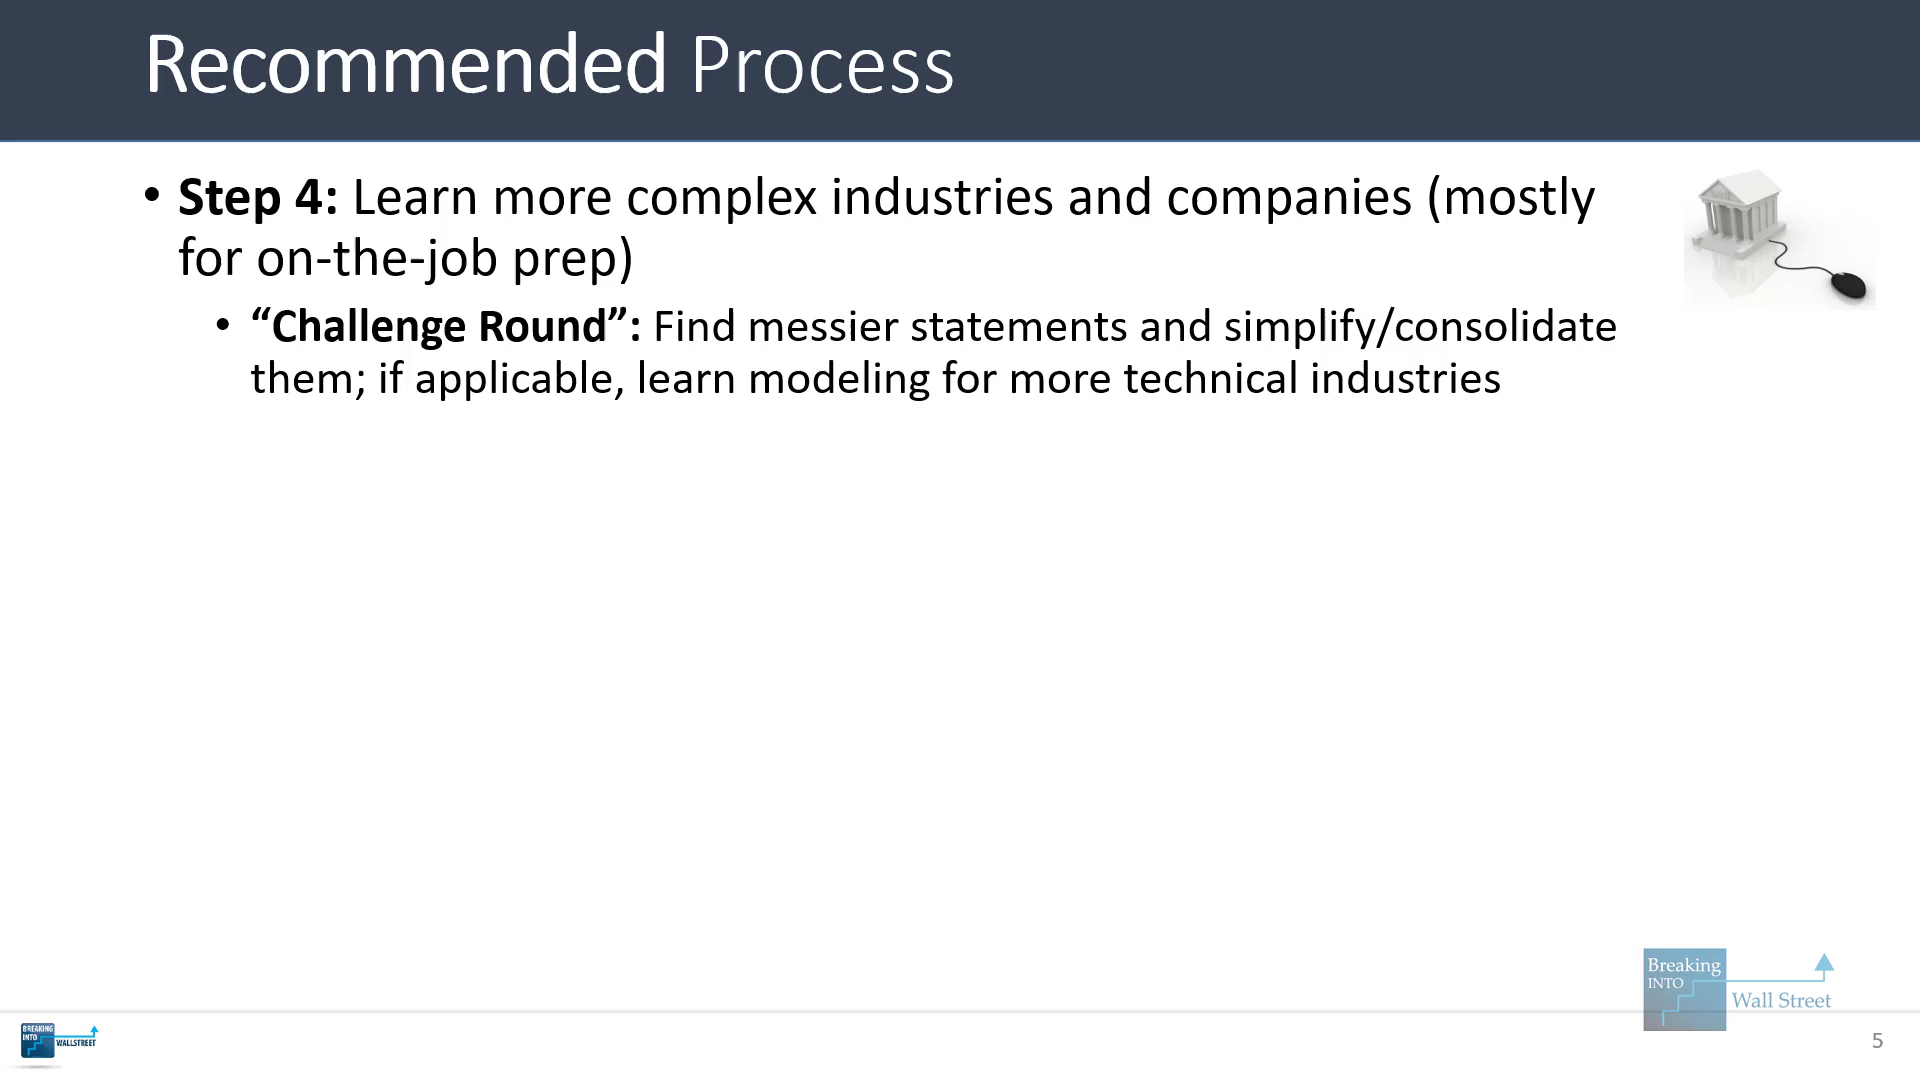 Recommended Process
• Step 4: Learn more complex industries and companies (mostly
for on-the-job prep)
• “Challenge Round”: Find messier statements and simplify/consolidate
them; if applicable, learn modeling for more technical industries
Breaking
INTO
Wall Street
BREAKING
INTO
WALLSTREET
5